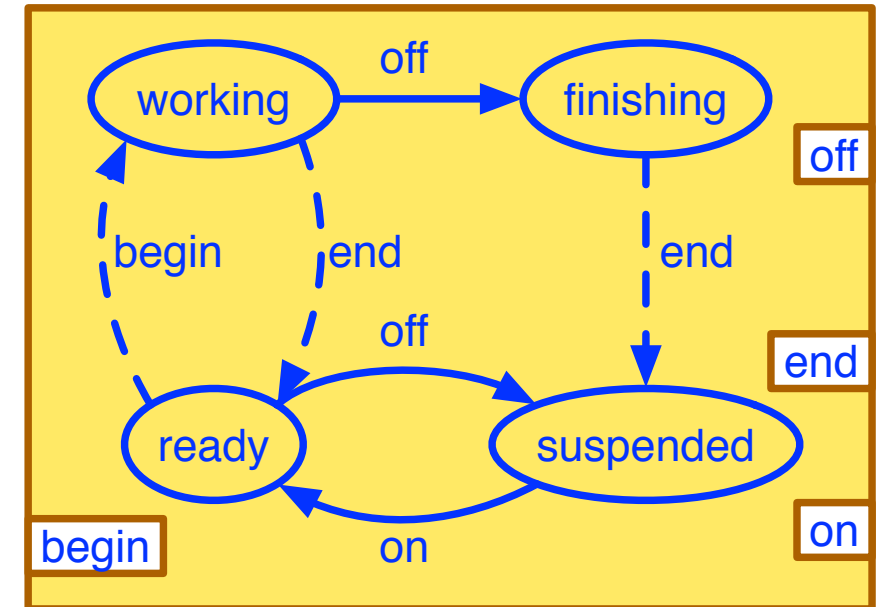 off
working
finishing
off
begin
end
end
off
end
ready
suspended
on
begin
on